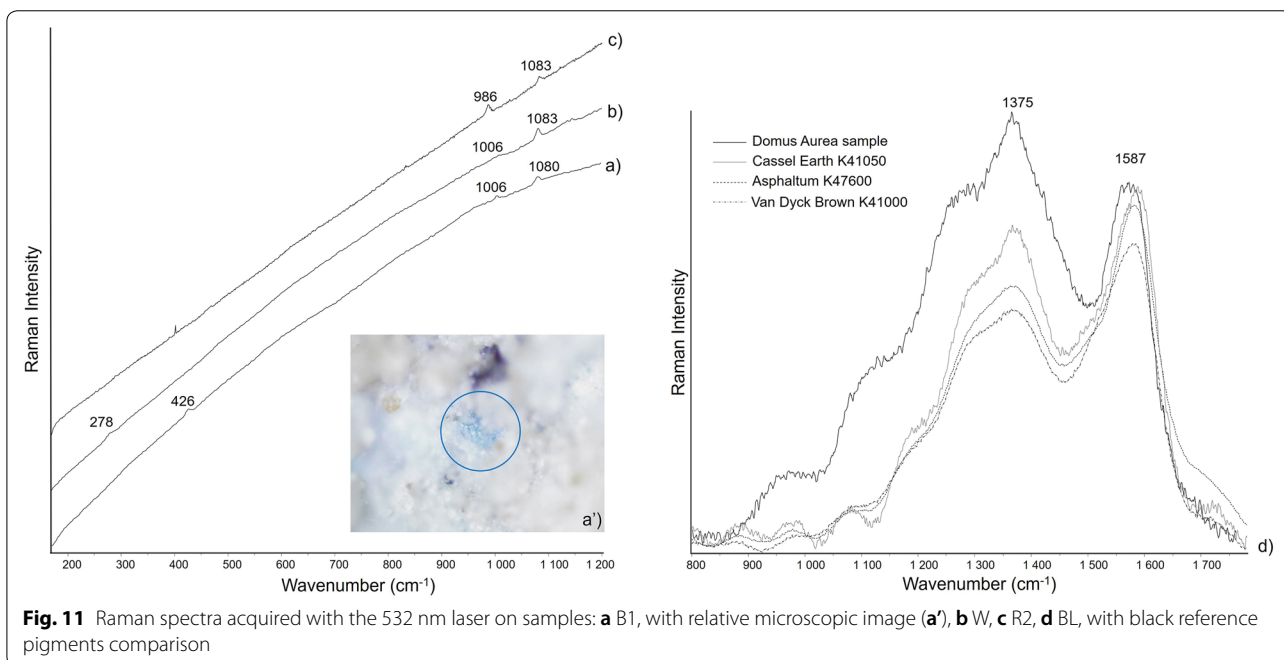 c)
1083
986
b)
1083
1006
a)
1080
1006
426
278
a')
Raman Intensity
200 300 400 500 600 700 800 900 1 000 1 100 1 200
Wavenumber (cm-1)
1375
1587
Domus Aurea sample
Cassel Earth K41050
Asphaltum K47600
Van Dyck Brown K41000
Raman Intensity
800 900 1 000 1 100 1 200 1 300 1 400 1 500 1 600 1 700
d)
Wavenumber (cm-1)
Fig. 11 Raman spectra acquired with the 532 nm laser on samples: a B1, with relative microscopic image (a'), b W, c R2, d BL, with black reference
pigments comparison